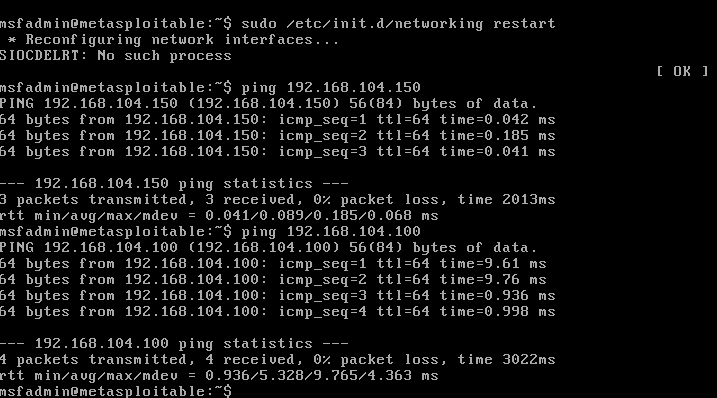 msfadmin@metasploitable:~$ sudo /etc/init.d/networking restart
 * Reconfiguring network interfaces...
SIOCDELRT: No such process
[ OK ]
msfadmin@metasploitable:~$ ping 192.168.104.150
PING 192.168.104.150 (192.168.104.150) 56(84) bytes of data.
64 bytes from 192.168.104.150: icmp_seq=1 ttl=64 time=0.042 ms
64 bytes from 192.168.104.150: icmp_seq=2 ttl=64 time=0.185 ms
64 bytes from 192.168.104.150: icmp_seq=3 ttl=64 time=0.041 ms
--- 192.168.104.150 ping statistics ---
3 packets transmitted, 3 received, 0% packet loss, time 2013ms
rtt min/avg/max/mdev = 0.041/0.089/0.185/0.068 ms
msfadmin@metasploitable:~$ ping 192.168.104.100
PING 192.168.104.100 (192.168.104.100) 56(84) bytes of data.
64 bytes from 192.168.104.100: icmp_seq=1 ttl=64 time=9.61 ms
64 bytes from 192.168.104.100: icmp_seq=2 ttl=64 time=9.76 ms
64 bytes from 192.168.104.100: icmp_seq=3 ttl=64 time=0.936 ms
64 bytes from 192.168.104.100: icmp_seq=4 ttl=64 time=0.998 ms
--- 192.168.104.100 ping statistics ---
4 packets transmitted, 4 received, 0% packet loss, time 3022ms
rtt min/avg/max/mdev = 0.936/5.328/9.765/4.363 ms
msfadmin@metasploitable:~$